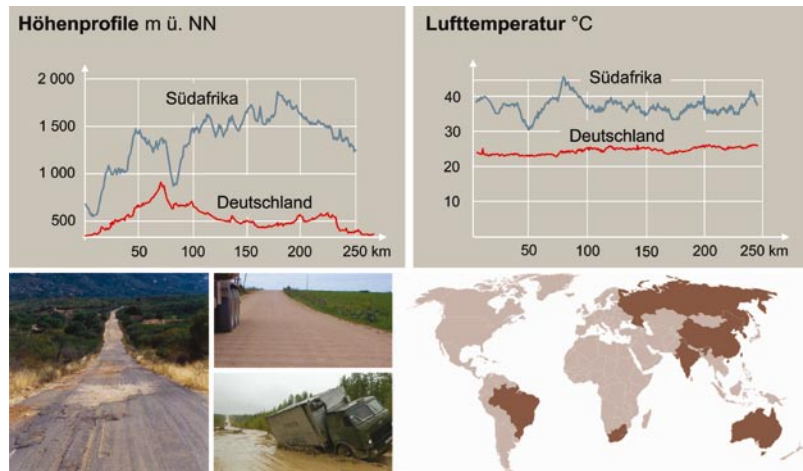 Höhenprofile m ü. NN
2 000
1 500
1 000
500
Südafrika
Deutschland
50 100 150 200 250 km
Lufttemperatur °C
40
30
20
10
Südafrika
Deutschland
50 100 150 200 250 km